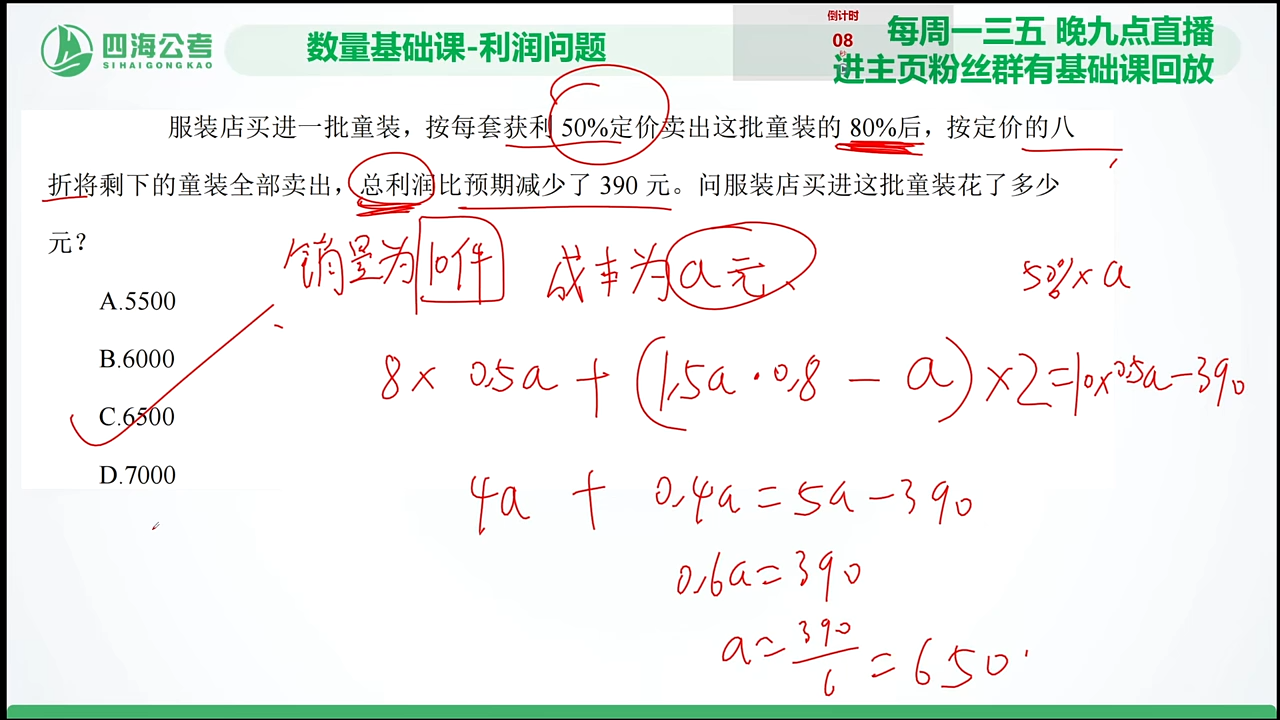 四海公考
SIHAIGONGKAO
数量基础课-利润问题
倒计时
08
秒
每周一三五 晚九点直播
进主页粉丝群有基础课回放
服装店买进一批童装，按每套获利 50%定价卖出这批童装的 80%后，按定价的八
折将剩下的童装全部卖出，总利润比预期减少了 390 元。问服装店买进这批童装花了多少
元？
销量为10件 成本为a元
50%×a
A.5500
B.6000
C.6500
D.7000
8× 0.5a + (1.5a·0.8 - a)×2=10×0.5a-390
4a + 0.4a=5a-390
0.6a=390
a=390/6=650